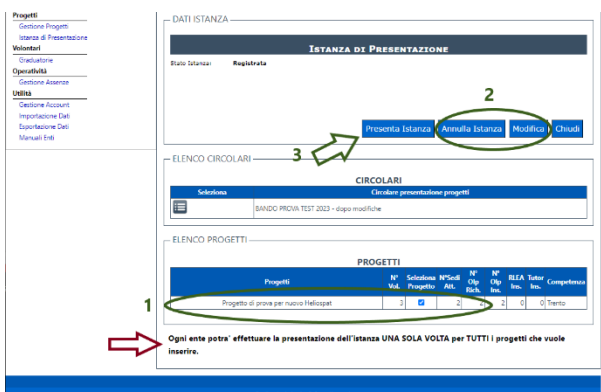 Progetti
Gestione Progetti
Istanza di Presentazione
Volontari
Graduatorie
Operatività
Gestione Assenze
Utilità
Gestione Account
Importazione Dati
Esportazione Dati
Manuali Enti
DATI ISTANZA
Istanza di Presentazione
Stato Istanza: Registrata
2
Presenta Istanza Annulla Istanza Modifica Chiudi
3
ELENCO CIRCOLARI
CIRCOLARI
Seleziona Circolare presentazione progetti
BANDO PROVA TEST 2023 - dopo modifiche
ELENCO PROGETTI
PROGETTI
Progetti N° Vol. Seleziona Progetto N°Sedi Att. N° Olp Rich. N° Olp Ins. RLEA Ins. Tutor Ins. Competenza
1
Progetto di prova per nuovo Heliospat 3 2 2 2 0 0 Trento
Ogni ente potra' effettuare la presentazione dell'istanza UNA SOLA VOLTA per TUTTI i progetti che vuole
inserire.